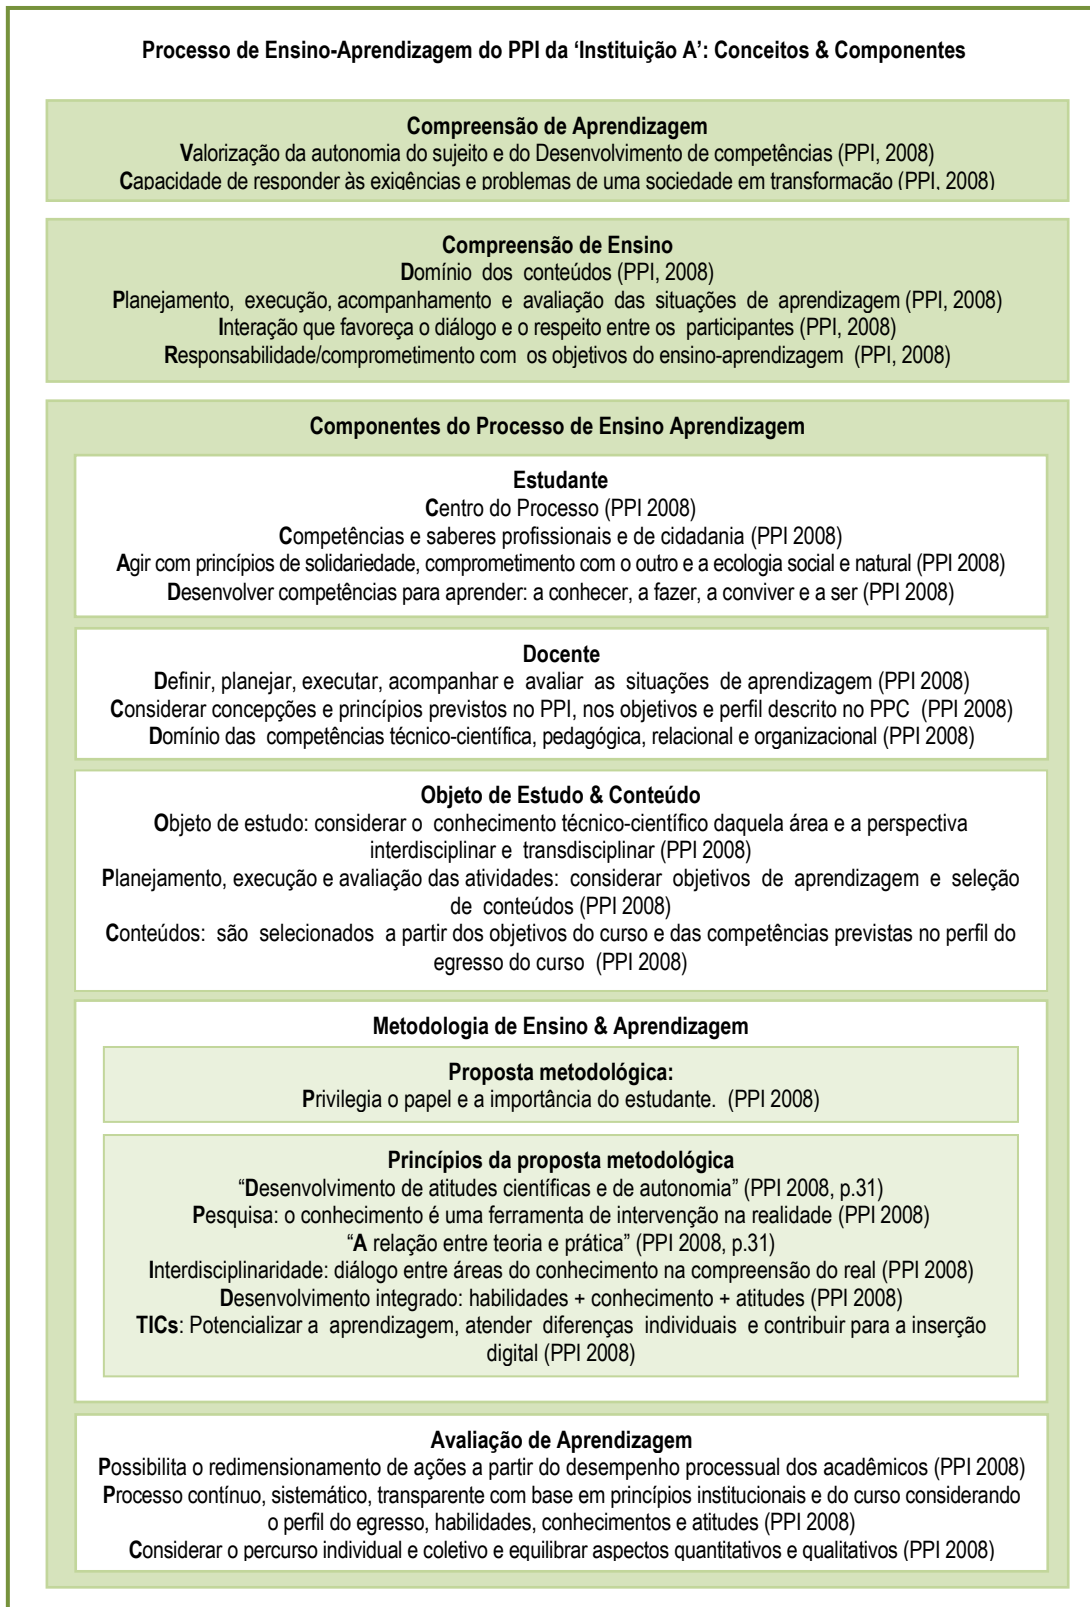 Processo de Ensino-Aprendizagem do PPI da ‘Instituição A’: Conceitos & Componentes
Compreensão de Aprendizagem
Valorização da autonomia do sujeito e do Desenvolvimento de competências (PPI, 2008)
Capacidade de responder às exigências e problemas de uma sociedade em transformação (PPI, 2008)
Compreensão de Ensino
Domínio dos conteúdos (PPI, 2008)
Planejamento, execução, acompanhamento e avaliação das situações de aprendizagem (PPI, 2008)
Interação que favoreça o diálogo e o respeito entre os participantes (PPI, 2008)
Responsabilidade/comprometimento com os objetivos do ensino-aprendizagem (PPI, 2008)
Componentes do Processo de Ensino Aprendizagem
Estudante
Centro do Processo (PPI 2008)
Competências e saberes profissionais e de cidadania (PPI 2008)
Agir com princípios de solidariedade, comprometimento com o outro e a ecologia social e natural (PPI 2008)
Desenvolver competências para aprender: a conhecer, a fazer, a conviver e a ser (PPI 2008)
Docente
Definir, planejar, executar, acompanhar e avaliar as situações de aprendizagem (PPI 2008)
Considerar concepções e princípios previstos no PPI, nos objetivos e perfil descrito no PPC (PPI 2008)
Domínio das competências técnico-científica, pedagógica, relacional e organizacional (PPI 2008)
Objeto de Estudo & Conteúdo
Objeto de estudo: considerar o conhecimento técnico-científico daquela área e a perspectiva
interdisciplinar e transdisciplinar (PPI 2008)
Planejamento, execução e avaliação das atividades: considerar objetivos de aprendizagem e seleção
de conteúdos (PPI 2008)
Conteúdos: são selecionados a partir dos objetivos do curso e das competências previstas no perfil do
egresso do curso (PPI 2008)
Metodologia de Ensino & Aprendizagem
Proposta metodológica:
Privilegia o papel e a importância do estudante. (PPI 2008)
Princípios da proposta metodológica
“Desenvolvimento de atitudes científicas e de autonomia” (PPI 2008, p.31)
Pesquisa: o conhecimento é uma ferramenta de intervenção na realidade (PPI 2008)
“A relação entre teoria e prática” (PPI 2008, p.31)
Interdisciplinaridade: diálogo entre áreas do conhecimento na compreensão do real (PPI 2008)
Desenvolvimento integrado: habilidades + conhecimento + atitudes (PPI 2008)
TICs: Potencializar a aprendizagem, atender diferenças individuais e contribuir para a inserção
digital (PPI 2008)
Avaliação de Aprendizagem
Possibilita o redimensionamento de ações a partir do desempenho processual dos acadêmicos (PPI 2008)
Processo contínuo, sistemático, transparente com base em princípios institucionais e do curso considerando
o perfil do egresso, habilidades, conhecimentos e atitudes (PPI 2008)
Considerar o percurso individual e coletivo e equilibrar aspectos quantitativos e qualitativos (PPI 2008)